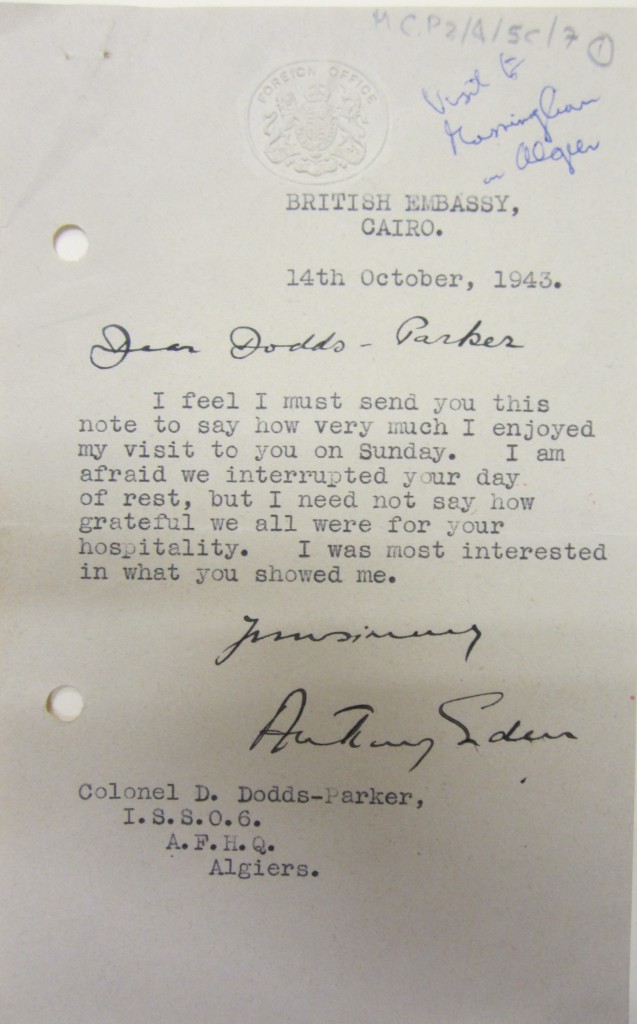 MCP2/4/5c/7 1
FOREIGN OFFICE
Visit to
Massingham
in Algiers
BRITISH EMBASSY,
CAIRO.
14th October, 1943.
Dear Dodds-Parker
I feel I must send you this
note to say how very much I enjoyed
my visit to you on Sunday. I am
afraid we interrupted your day
of rest, but I need not say how
grateful we all were for your
hospitality. I was most interested
in what you showed me.
Yours sincerely
Anthony Eden
Colonel D. Dodds-Parker,
I.S.S.O.6.
A.F.H.Q.
Algiers.